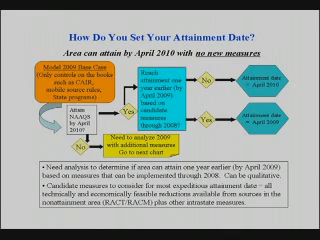 How Do You Set Your Attainment Date?
Area can attain by April 2010 with no new measures
Model 2009 Base Case
(Only controls on the books
such as CAIR,
mobile source rules,
State programs).
Attain
NAAQS
by April
2010?
Yes
No
Reach
attainment one
year earlier (by
April 2009)
based on
candidate
measures
through 2008?
No
Attainment date
= April 2010
Yes
Attainment date
= April 2009
Need to analyze 2009
with additional measures
Go to next chart
• Need analysis to determine if area can attain one year earlier (by April 2009)
based on measures that can be implemented through 2008. Can be qualitative.
• Candidate measures to consider for most expeditious attainment date – all
technically and economically feasible reductions available from sources in the
nonattainment area (RACT/RACM) plus other intrastate measures.